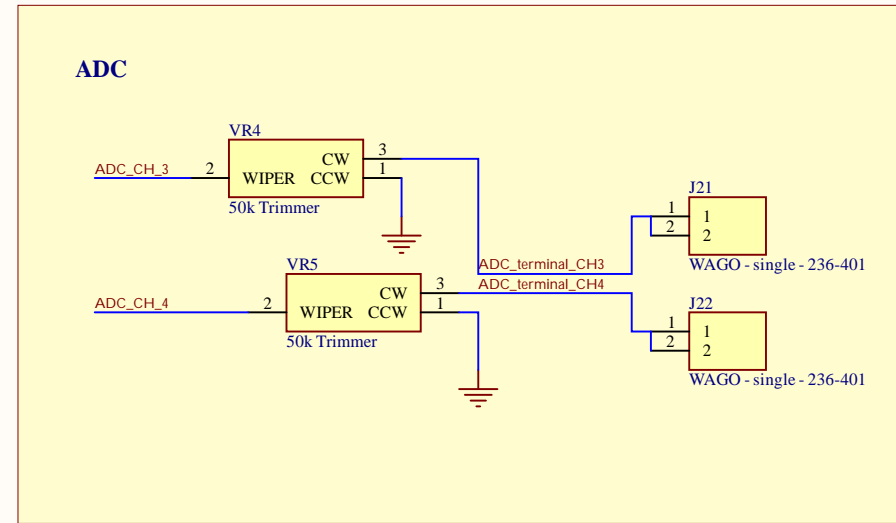 ADC
VR4
ADC_CH_3
2
WIPER
CW
CCW
3
1
50k Trimmer
J21
1
2
1
2
WAGO - single - 236-401
VR5
ADC_terminal_CH3
ADC_terminal_CH4
ADC_CH_4
2
WIPER
CW
CCW
3
1
50k Trimmer
J22
1
2
1
2
WAGO - single - 236-401